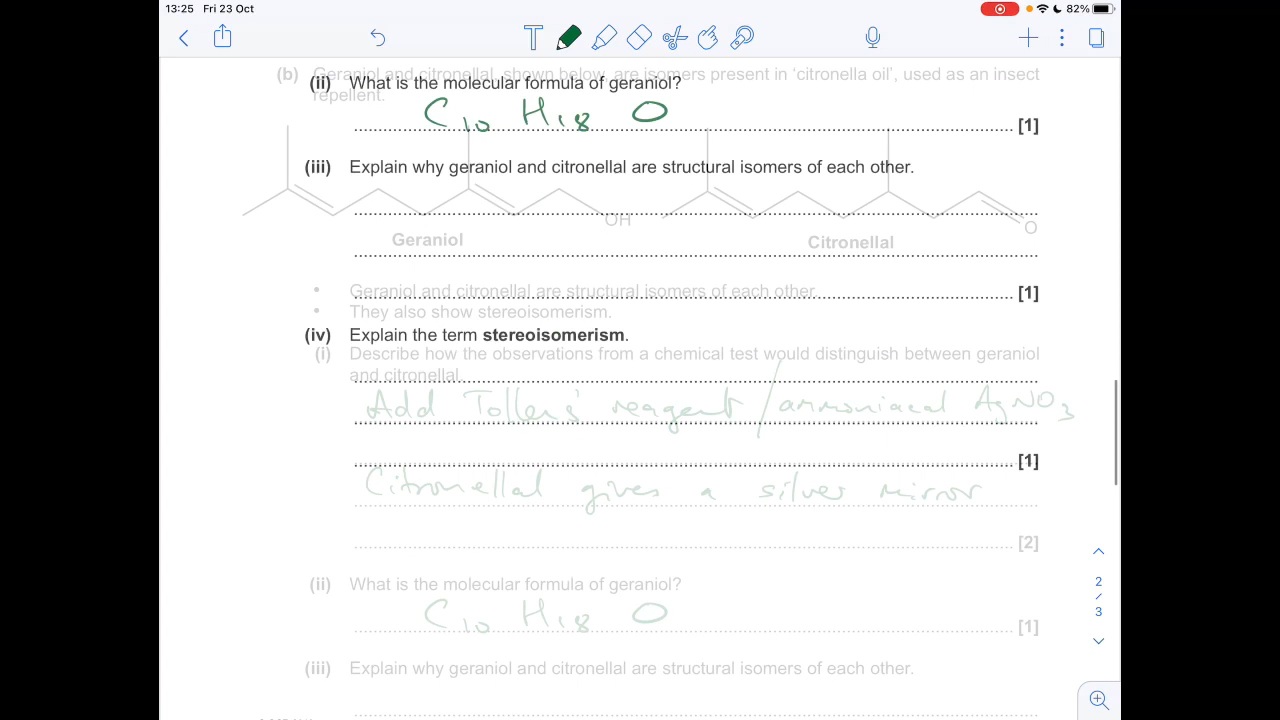 13:25 Fri 23 Oct 82%
T
(b) Geraniol and citronellal, shown below, are isomers present in ‘citronella oil’, used as an insect
(ii) What is the molecular formula of geraniol?
repellent.
C10 H18 O
[1]
(iii) Explain why geraniol and citronellal are structural isomers of each other.
OH
O
Geraniol Citronellal
• Geraniol and citronellal are structural isomers of each other.
[1]
• They also show stereoisomerism.
(iv) Explain the term stereoisomerism.
(i) Describe how the observations from a chemical test would distinguish between geraniol
and citronellal.
Add Tollens' reagent / ammoniacal AgNO3
[1]
Citronellal gives a silver mirror
[2]
2
/
3
(ii) What is the molecular formula of geraniol?
C10 H18 O
[1]
(iii) Explain why geraniol and citronellal are structural isomers of each other.